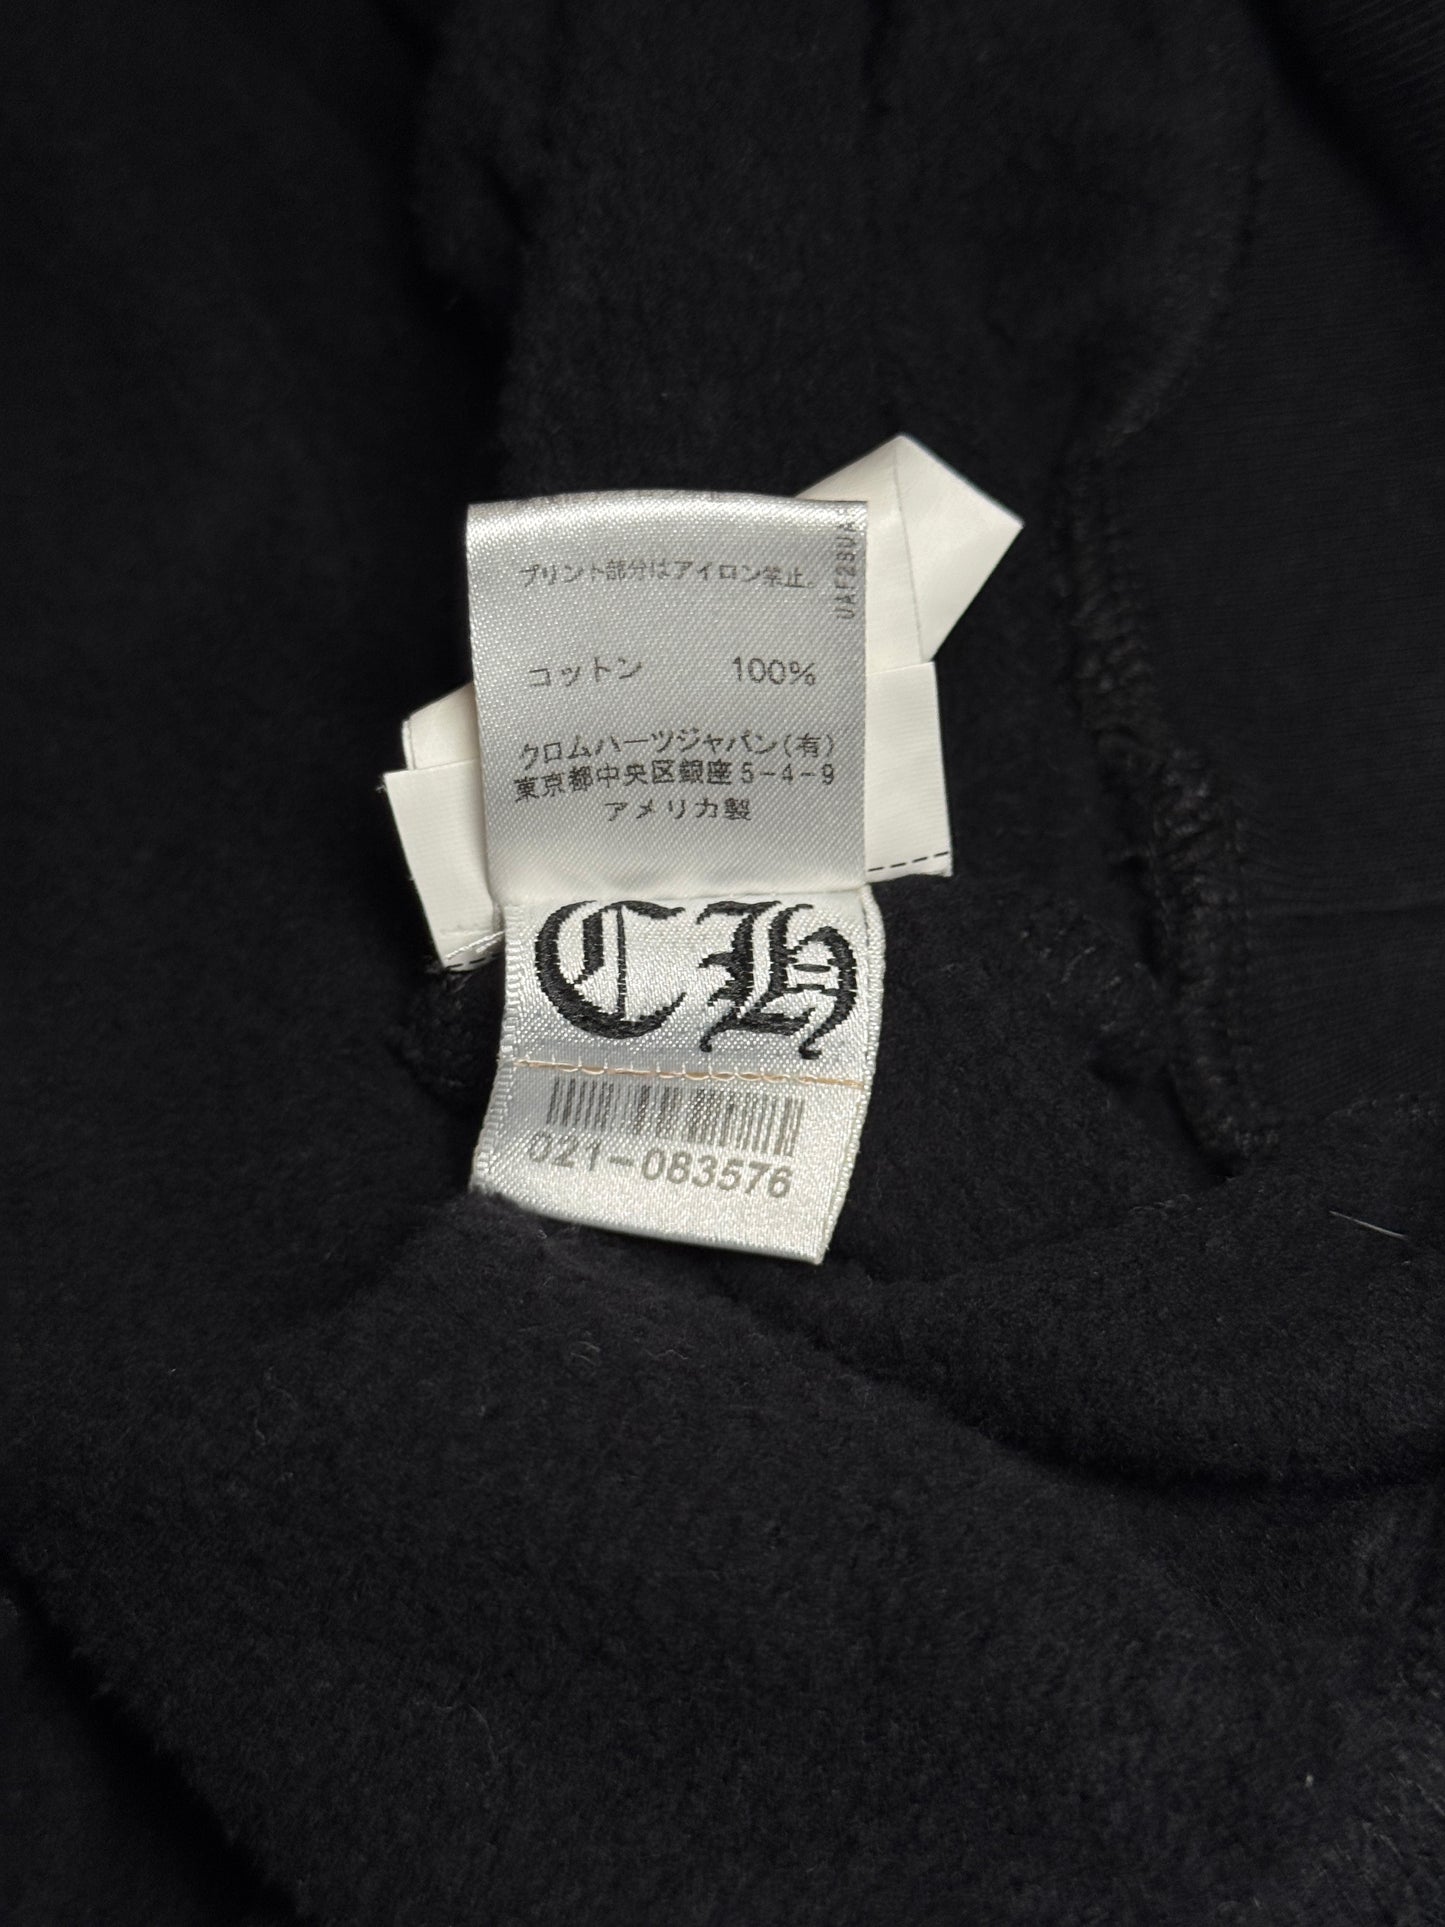 プリント部分はアイロン禁止。
コットン 100%
クロムハーツジャパン(有)
東京都中央区銀座5-4-9
アメリカ製
CH
021-083576